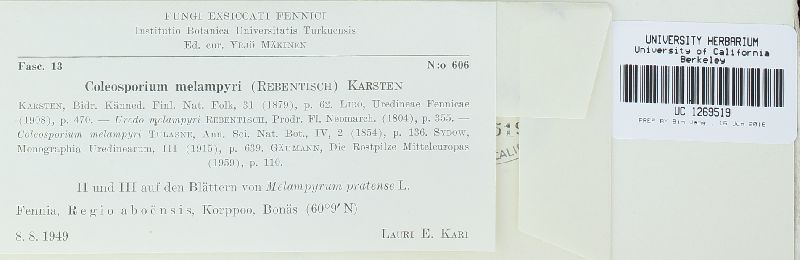 FUNGI EXSICCATI FENNICI
Instituto Botanica Universitatis Turkuensis
Ed. cur. YRJÖ MÄKINEN
Fasc. 13 N:o 606
Coleosporium melampyri (REBENTISCH) KARSTEN
KARSTEN, Bidr. Känned. Finl. Nat. Folk, 31 (1879), p. 62. LIRO, Uredineae Fennicae
(1908), p. 470. — Uredo melampyri REBENTISCH, Prodr. Fl. Neomarch. (1804), p. 355. —
Coleosporium melampyri TULASNE, Ann. Sci. Nat. Bot., IV, 2 (1854), p. 136. SYDOW,
Monographia Uredinearum, III (1915), p. 639. GÄUMANN, Die Rostpilze Mitteleuropas
(1959), p. 110.
II und III auf den Blättern von Melampyrum pratense L.
Fennia, Regio aboënsis, Korppoo, Bonäs (60°9′ N)
8. 8. 1949 LAURI E. KARI
UNIVERSITY HERBARIUM
University of California
Berkeley
UC 1269519